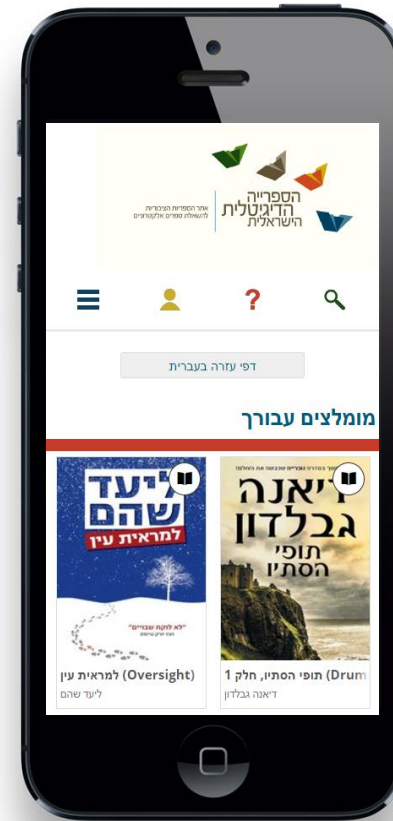 הספרייה
הדיגיטלית
הישראלית
אתר הספריות הציבוריות
להשאלת ספרים אלקטרוניים
?
דפי עזרה בעברית
מומלצים עבורך
דיאנה
גבלדון
תופי
הסתיו
ליעד
שהם
למראית עין
"לא לוקח שבויים"
Drum) תופי הסתיו, חלק 1
דיאנה גבלדון
(Oversight) למראית עין
ליעד שהם